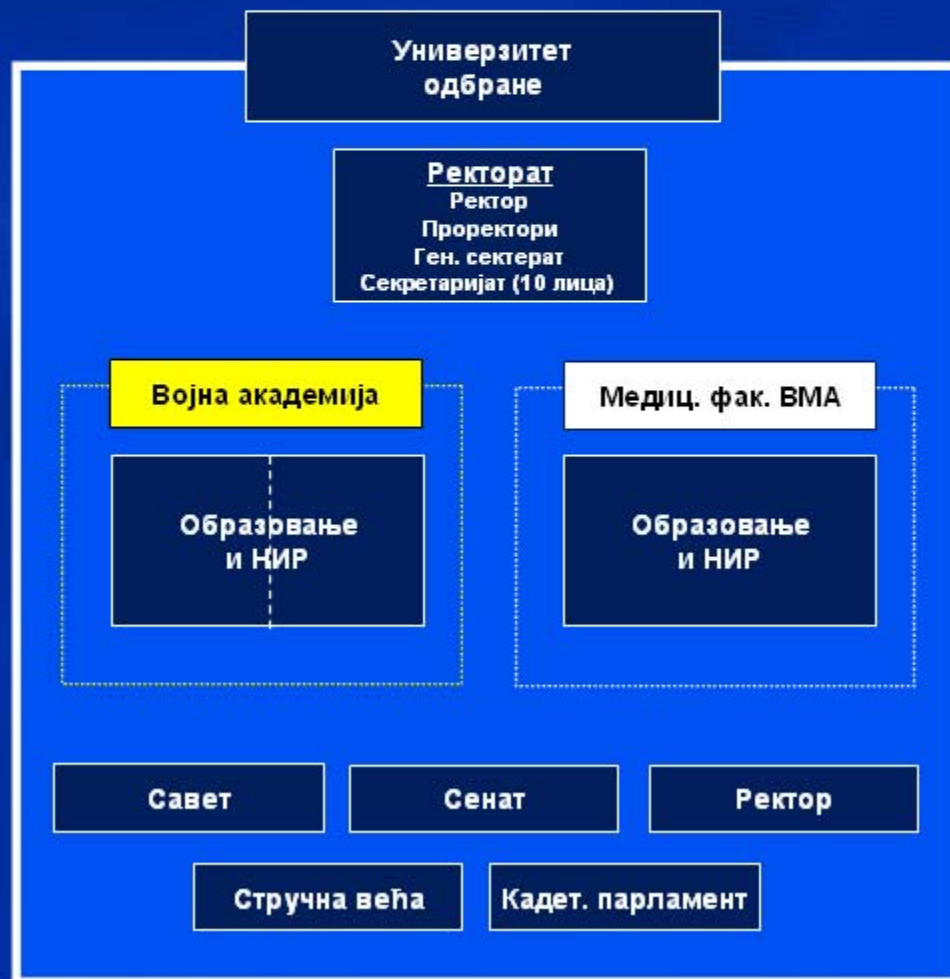 Универзитет
одбране
Ректорат
Ректор
Проректори
Ген. сектерат
Секретаријат (10 лица)
Војна академија
Медиц. фак. ВМА
Образовање
и НИР
Образовање
и НИР
Савет
Сенат
Ректор
Стручна већа
Кадет. парламент